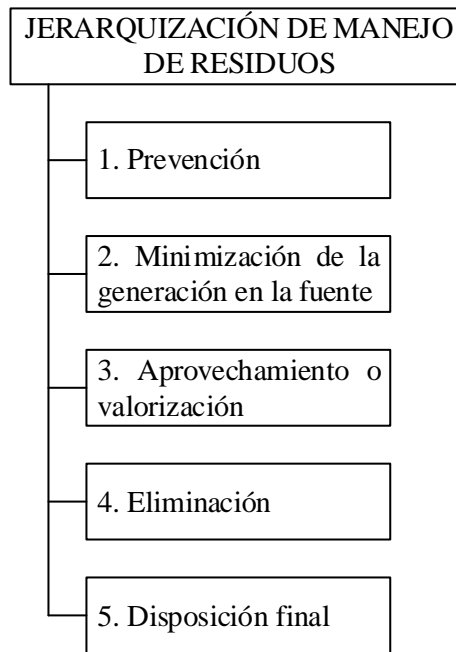 JERARQUIZACIÓN DE MANEJO
DE RESIDUOS
1. Prevención
2. Minimización de la
generación en la fuente
3. Aprovechamiento o
valorización
4. Eliminación
5. Disposición final